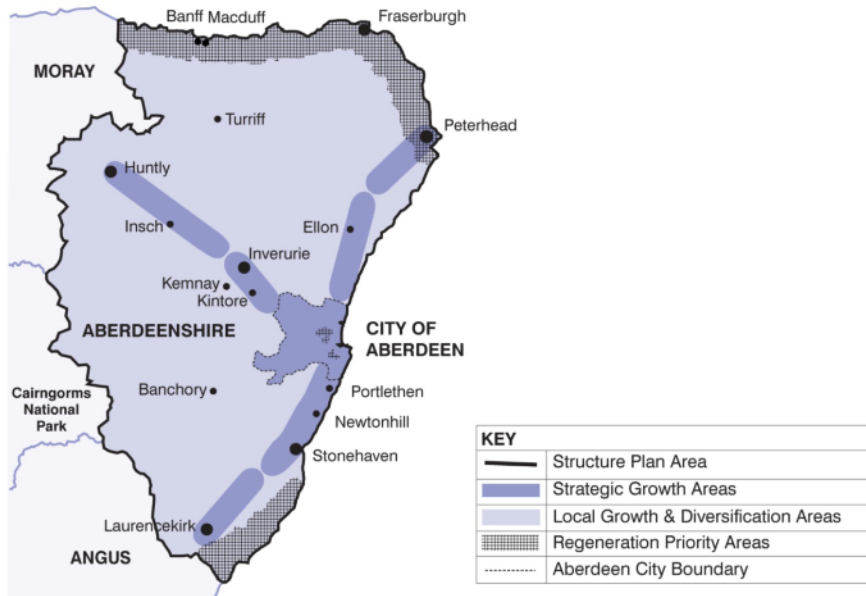 Banff Macduff
Fraserburgh
MORAY
Turriff
Peterhead
Huntly
Insch
Ellon
Inverurie
Kemnay
Kintore
ABERDEENSHIRE
CITY OF
ABERDEEN
Banchory
Cairngorms
National
Park
Portlethen
Newtonhill
Stonehaven
Laurencekirk
ANGUS
KEY
Structure Plan Area
Strategic Growth Areas
Local Growth & Diversification Areas
Regeneration Priority Areas
Aberdeen City Boundary